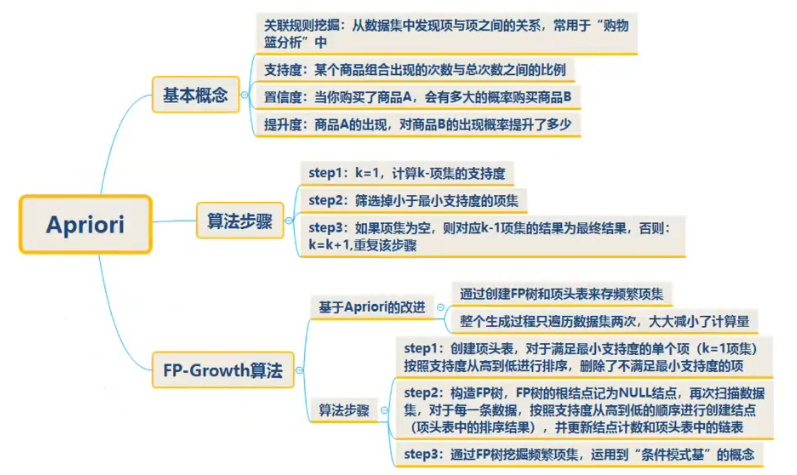 Apriori
基本概念
关联规则挖掘：从数据集中发现项与项之间的关系，常用于“购物
篮分析”中
支持度：某个商品组合出现的次数与总次数之间的比例
置信度：当你购买了商品A，会有多大的概率购买商品B
提升度：商品A的出现，对商品B的出现概率提升了多少
算法步骤
step1：k=1，计算k-项集的支持度
step2：筛选掉小于最小支持度的项集
step3：如果项集为空，则对应k-1项集的结果为最终结果，否则：
k=k+1,重复该步骤
FP-Growth算法
基于Apriori的改进
通过创建FP树和项头表来存频繁项集
整个生成过程只遍历数据集两次，大大减小了计算量
算法步骤
step1：创建项头表，对于满足最小支持度的单个项（k=1项集）
按照支持度从高到低进行排序，删除了不满足最小支持度的项
step2：构造FP树，FP树的根结点记为NULL结点，再次扫描数据
集，对于每一条数据，按照支持度从高到低的顺序进行创建结点
（项头表中的排序结果），并更新结点计数和项头表中的链表
step3：通过FP树挖掘频繁项集，运用到“条件模式基”的概念